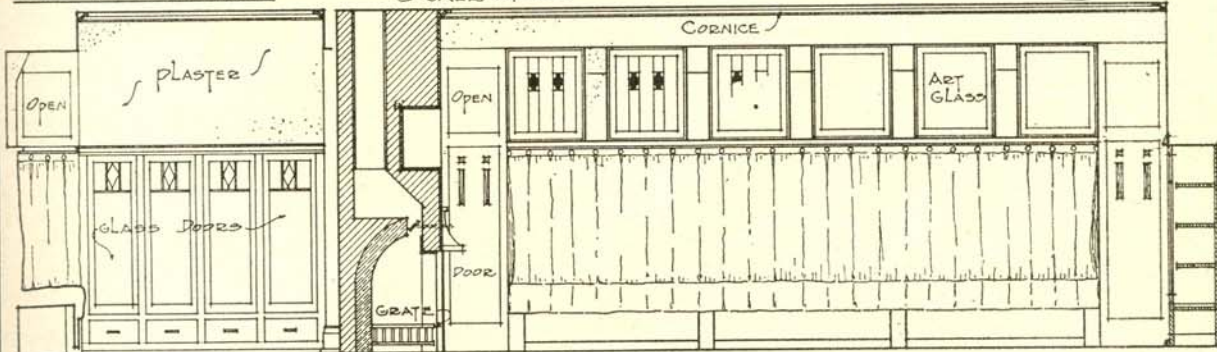 CORNICE
PLASTER
OPEN
OPEN
ART
GLASS
GLASS DOORS
DOOR
GRATE